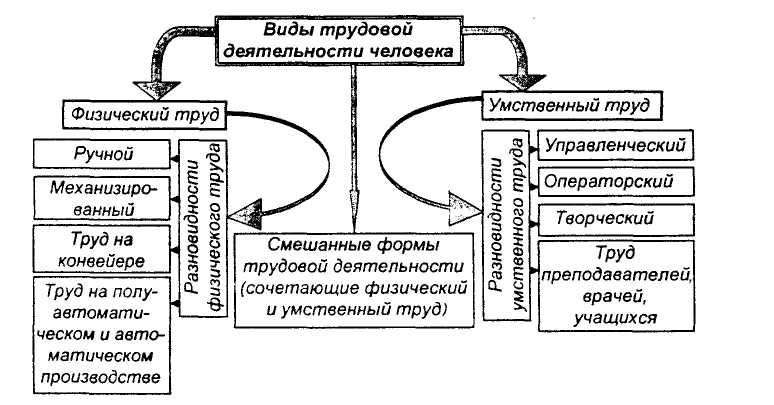 Виды трудовой
деятельности человека
Физический труд
Умственный труд
Ручной
Механизиро-
ванный
Труд на
конвейере
Труд на полу-
автомати-
ческом и авто-
матическом
производстве
Разновидности
физического труда
Смешанные формы
трудовой деятельности
(сочетающие физический
и умственный труд)
Разновидности
умственного труда
Управленческий
Операторский
Творческий
Труд
преподавателей,
врачей,
учащихся